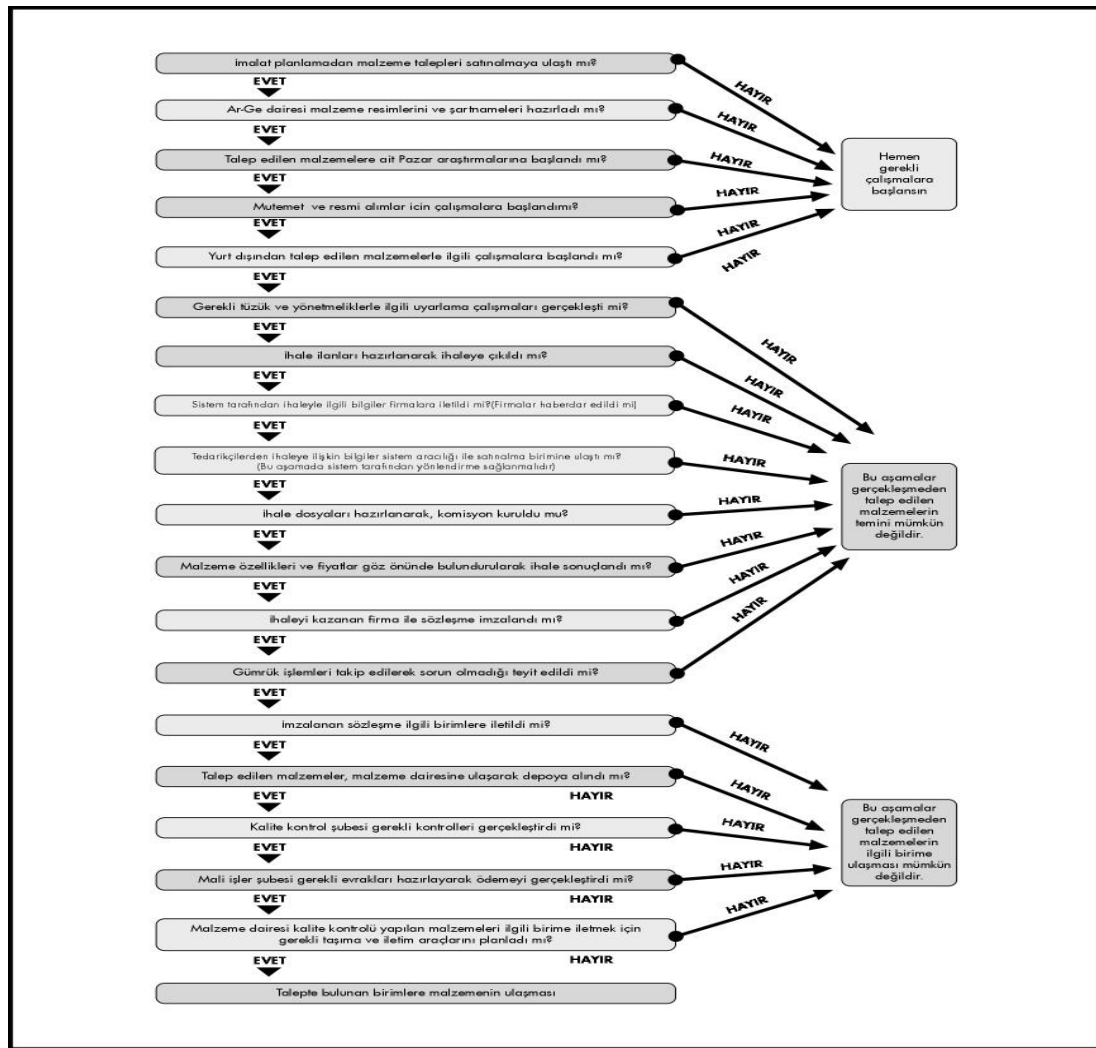 İmalat planlamadan malzeme talepleri satınalmaya ulaştı mı?
EVET
HAYIR
Ar-Ge dairesi malzeme resimlerini ve şartnameleri hazırladı mı?
EVET
HAYIR
Talep edilen malzemelere ait Pazar araştırmalarına başlandı mı?
EVET
HAYIR
Mutemet ve resmi alımlar icin çalışmalara başlandımı?
EVET
HAYIR
Yurt dışından talep edilen malzemelerle ilgili çalışmalara başlandı mı?
EVET
HAYIR
HAYIR
Hemen
gerekli
çalışmalara
başlansın
Gerekli tüzük ve yönetmeliklerle ilgili uyarlama çalışmaları gerçekleşti mi?
EVET
HAYIR
İhale ilanları hazırlanarak ihaleye çıkıldı mı?
EVET
HAYIR
Sistem tarafından ihaleyle ilgili bilgiler firmalara iletildi mi?(Firmalar haberdar edildi mi)
EVET
HAYIR
Tedarikçilerden ihaleye ilişkin bilgiler sistem aracılığı ile satınalma birimine ulaştı mı?
(Bu aşamada sistem tarafından yönlendirme sağlanmalıdır)
EVET
HAYIR
İhale dosyaları hazırlanarak, komisyon kuruldu mu?
EVET
HAYIR
Malzeme özellikleri ve fiyatlar göz önünde bulundurularak ihale sonuçlandı mı?
EVET
HAYIR
İhaleyi kazanan firma ile sözleşme imzalandı mı?
EVET
HAYIR
Gümrük işlemleri takip edilerek sorun olmadığı teyit edildi mi?
EVET
HAYIR
Bu aşamalar
gerçekleşmeden
talep edilen
malzemelerin
temini mümkün
değildir.
İmzalanan sözleşme ilgili birimlere iletildi mi?
EVET
HAYIR
Talep edilen malzemeler, malzeme dairesine ulaşarak depoya alındı mı?
EVET
HAYIR
HAYIR
Kalite kontrol şubesi gerekli kontrolleri gerçekleştirdi mi?
EVET
HAYIR
HAYIR
Mali işler şubesi gerekli evrakları hazırlayarak ödemeyi gerçekleştirdi mi?
EVET
HAYIR
HAYIR
Malzeme dairesi kalite kontrolü yapılan malzemeleri ilgili birime iletmek için
gerekli taşıma ve iletim araçlarını planladı mı?
EVET
HAYIR
HAYIR
Bu aşamalar
gerçekleşmeden
talep edilen
malzemelerin
ilgili birime
ulaşması mümkün
değildir.
Talepte bulunan birimlere malzemenin ulaşması